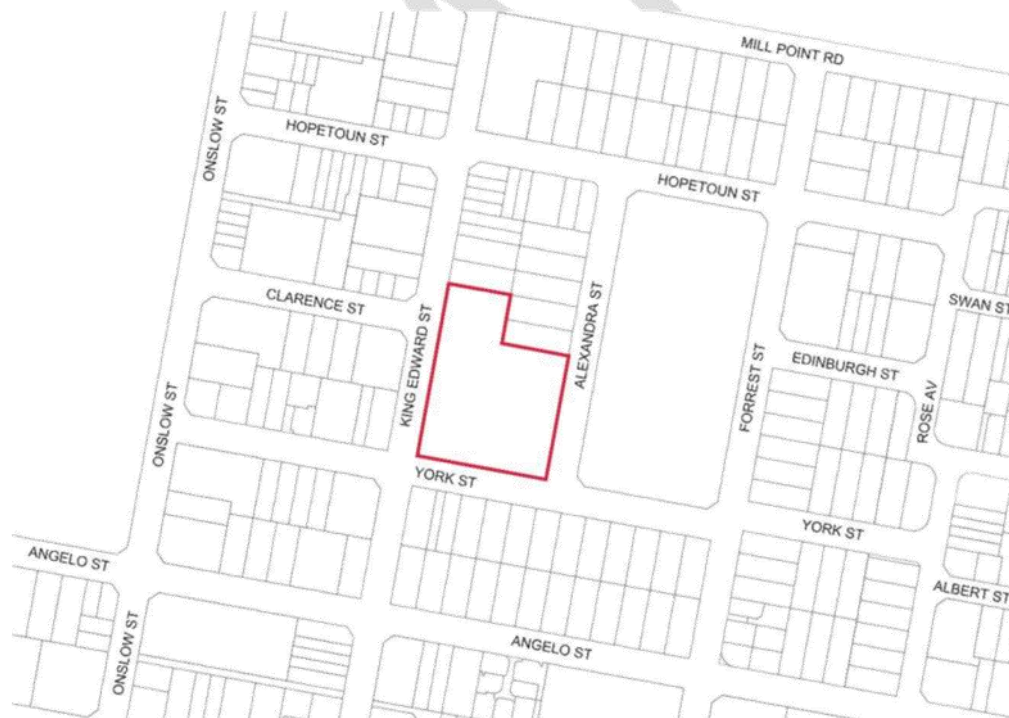 MILL POINT RD
HOPETOUN ST
ONSLOW ST
HOPETOUN ST
CLARENCE ST
KING EDWARD ST
ALEXANDRA ST
SWAN ST
EDINBURGH ST
FORREST ST
ROSE AV
ONSLOW ST
YORK ST
YORK ST
ANGELO ST
ALBERT ST
ONSLOW ST
ANGELO ST